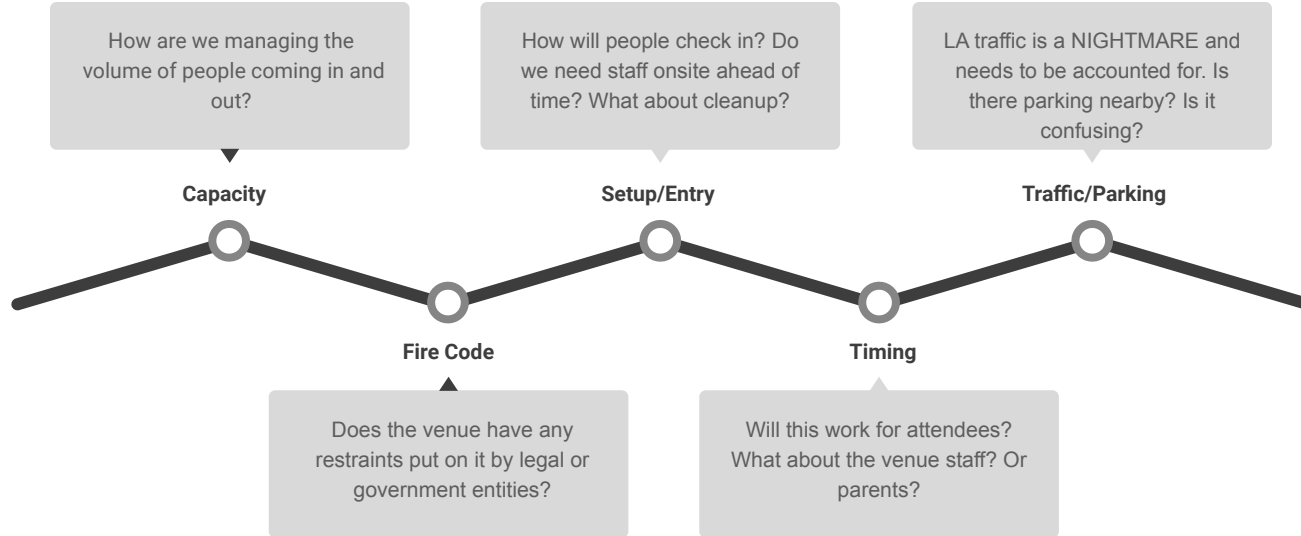 How are we managing the
volume of people coming in and
out?
Capacity
Fire Code
Does the venue have any
restraints put on it by legal or
government entities?
How will people check in? Do
we need staff onsite ahead of
time? What about cleanup?
Setup/Entry
Timing
Will this work for attendees?
What about the venue staff? Or
parents?
LA traffic is a NIGHTMARE and
needs to be accounted for. Is
there parking nearby? Is it
confusing?
Traffic/Parking